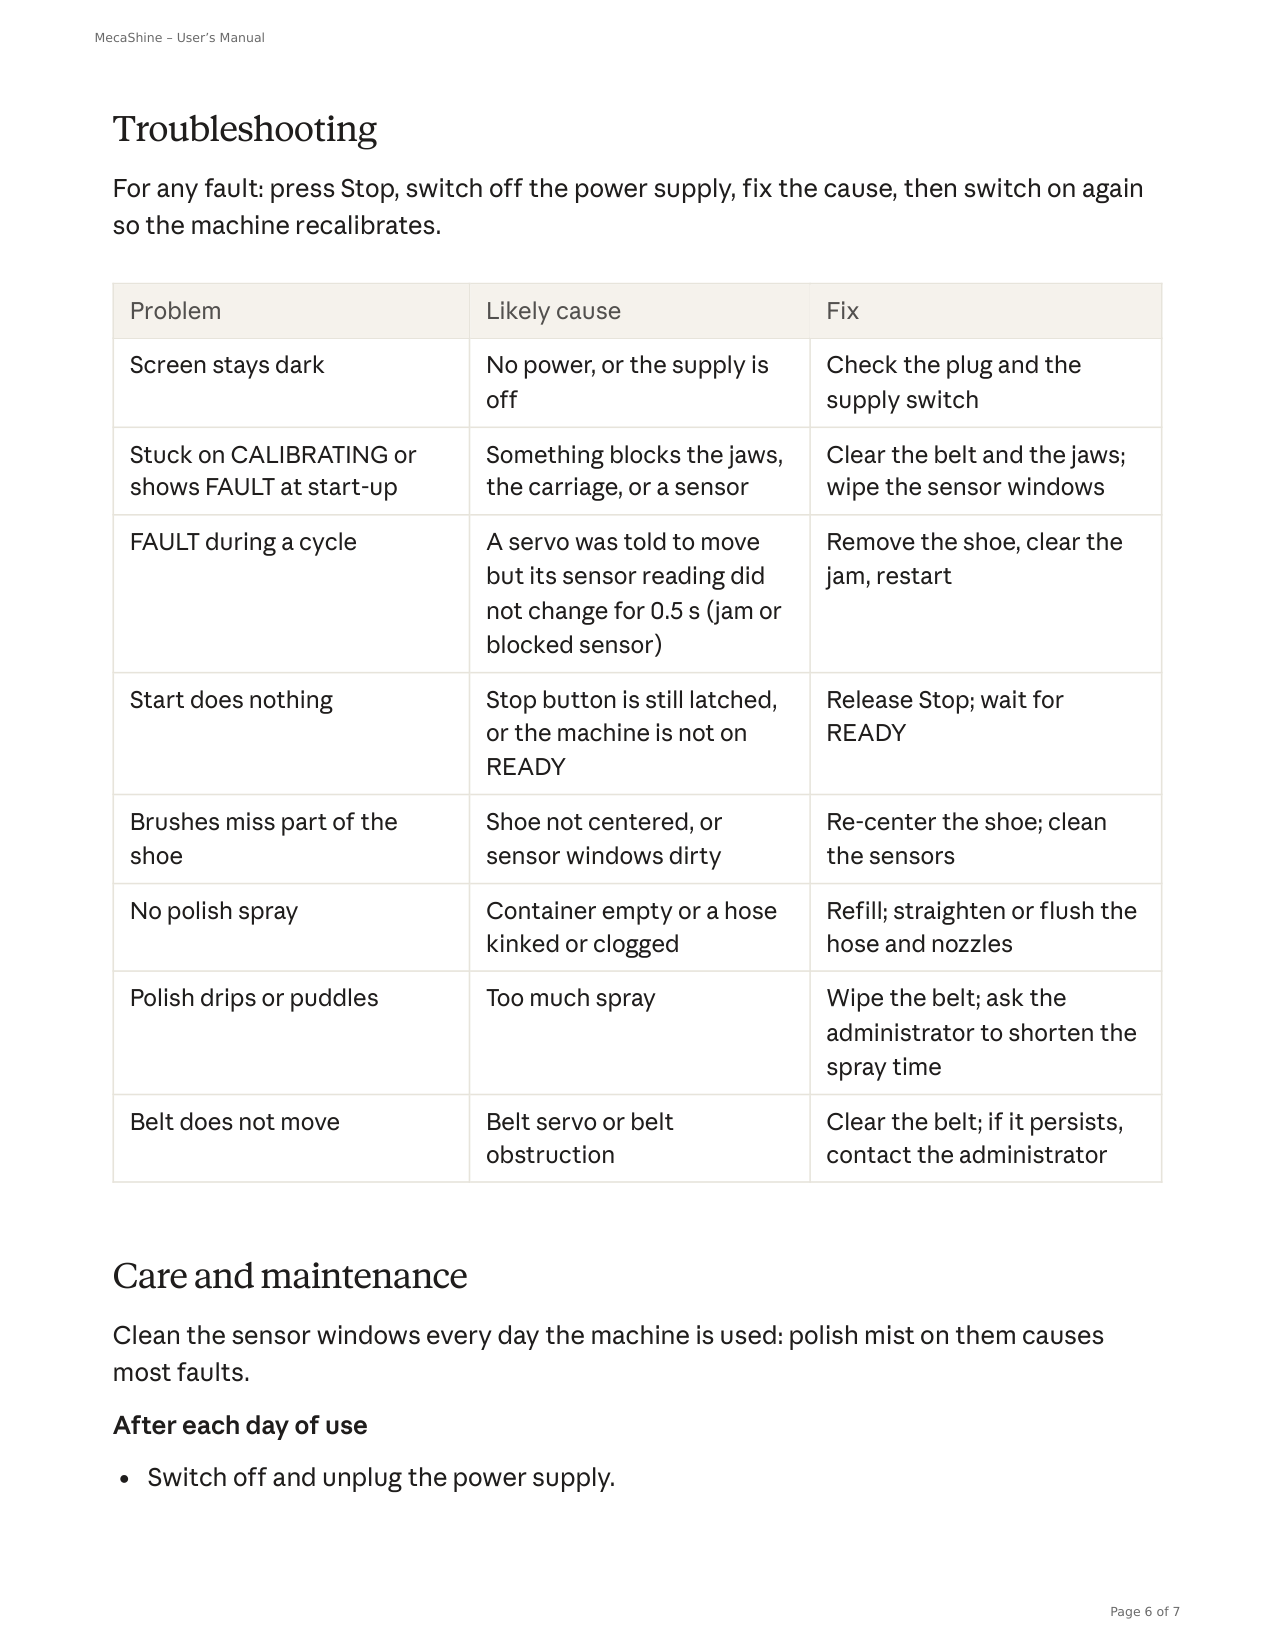 MecaShine – User’s Manual
Troubleshooting
For any fault: press Stop, switch off the power supply, fix the cause, then switch on again
so the machine recalibrates.
Problem
Likely cause
Fix
Screen stays dark
No power, or the supply is
off
Check the plug and the
supply switch
Stuck on CALIBRATING or
shows FAULT at start-up
Something blocks the jaws,
the carriage, or a sensor
Clear the belt and the jaws;
wipe the sensor windows
FAULT during a cycle
A servo was told to move
but its sensor reading did
not change for 0.5 s (jam or
blocked sensor)
Remove the shoe, clear the
jam, restart
Start does nothing
Stop button is still latched,
or the machine is not on
READY
Release Stop; wait for
READY
Brushes miss part of the
shoe
Shoe not centered, or
sensor windows dirty
Re-center the shoe; clean
the sensors
No polish spray
Container empty or a hose
kinked or clogged
Refill; straighten or flush the
hose and nozzles
Polish drips or puddles
Too much spray
Wipe the belt; ask the
administrator to shorten the
spray time
Belt does not move
Belt servo or belt
obstruction
Clear the belt; if it persists,
contact the administrator
Care and maintenance
Clean the sensor windows every day the machine is used: polish mist on them causes
most faults.
After each day of use
• Switch off and unplug the power supply.
Page 6 of 7